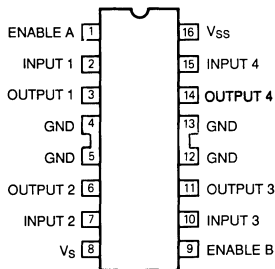 ENABLE A 1 16 VSS
INPUT 1 2 15 INPUT 4
OUTPUT 1 3 14 OUTPUT 4
GND 4 13 GND
GND 5 12 GND
OUTPUT 2 6 11 OUTPUT 3
INPUT 2 7 10 INPUT 3
VS 8 9 ENABLE B